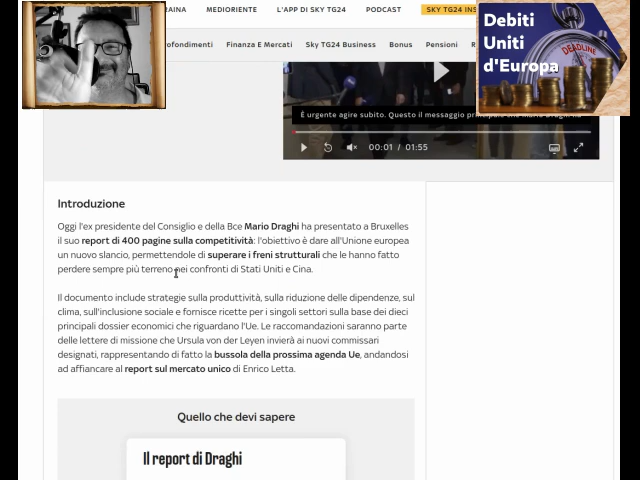 RAINA MEDIORIENTE L'APP DI SKY TG24 PODCAST SKY TG24 INS
ofondimenti Finanza E Mercati Sky TG24 Business Bonus Pensioni R
Debiti
Uniti
d'Europa
DEADLINE
È urgente agire subito. Questo il messaggio principale che Mario Draghi ha
00:01 / 01:55
Introduzione
Oggi l'ex presidente del Consiglio e della Bce Mario Draghi ha presentato a Bruxelles
il suo report di 400 pagine sulla competitività: l'obiettivo è dare all'Unione europea
un nuovo slancio, permettendole di superare i freni strutturali che le hanno fatto
perdere sempre più terreno nei confronti di Stati Uniti e Cina.
Il documento include strategie sulla produttività, sulla riduzione delle dipendenze, sul
clima, sull'inclusione sociale e fornisce ricette per i singoli settori sulla base dei dieci
principali dossier economici che riguardano l'Ue. Le raccomandazioni saranno parte
delle lettere di missione che Ursula von der Leyen invierà ai nuovi commissari
designati, rappresentando di fatto la bussola della prossima agenda Ue, andandosi
ad affiancare al report sul mercato unico di Enrico Letta.
Quello che devi sapere
Il report di Draghi